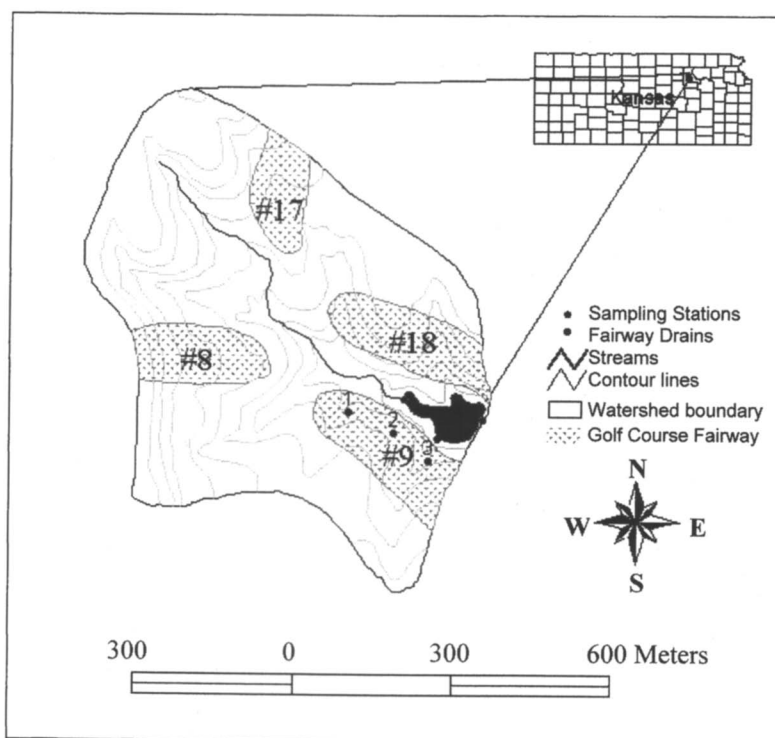 Kansas
#17
#18
#8
1
2
#9
3
Sampling Stations
Fairway Drains
Streams
Contour lines
Watershed boundary
Golf Course Fairway
N
W E
S
300 0 300 600 Meters